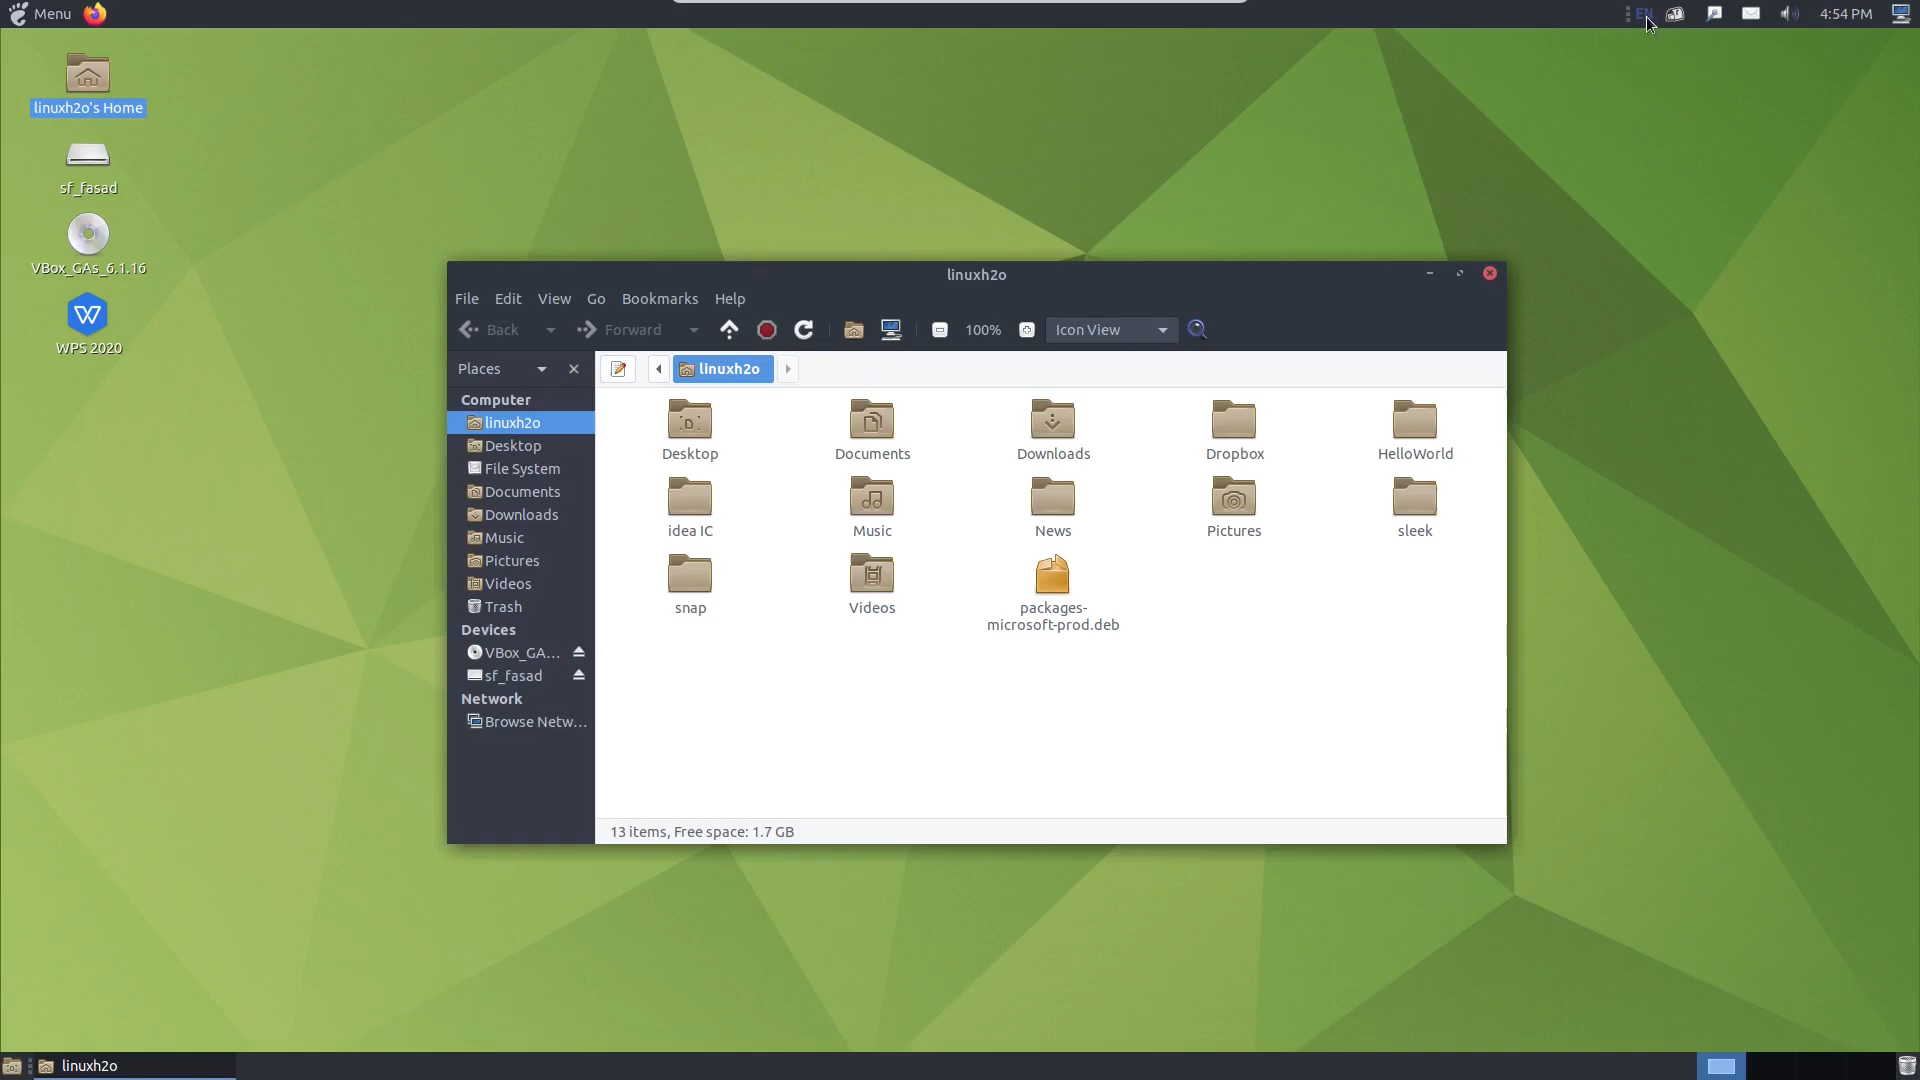 Menu
EN
4:54 PM
linuxh2o's Home
sf_fasad
VBox_GAs_6.1.16
WPS 2020
linuxh2o
File Edit View Go Bookmarks Help
Back Forward 100% Icon View
Places
linuxh2o
Computer
linuxh2o
Desktop
File System
Documents
Downloads
Music
Pictures
Videos
Trash
Devices
VBox_GA...
sf_fasad
Network
Browse Netw...
Desktop Documents Downloads Dropbox HelloWorld
idea IC Music News Pictures sleek
snap Videos packages-
microsoft-prod.deb
13 items, Free space: 1.7 GB
linuxh2o